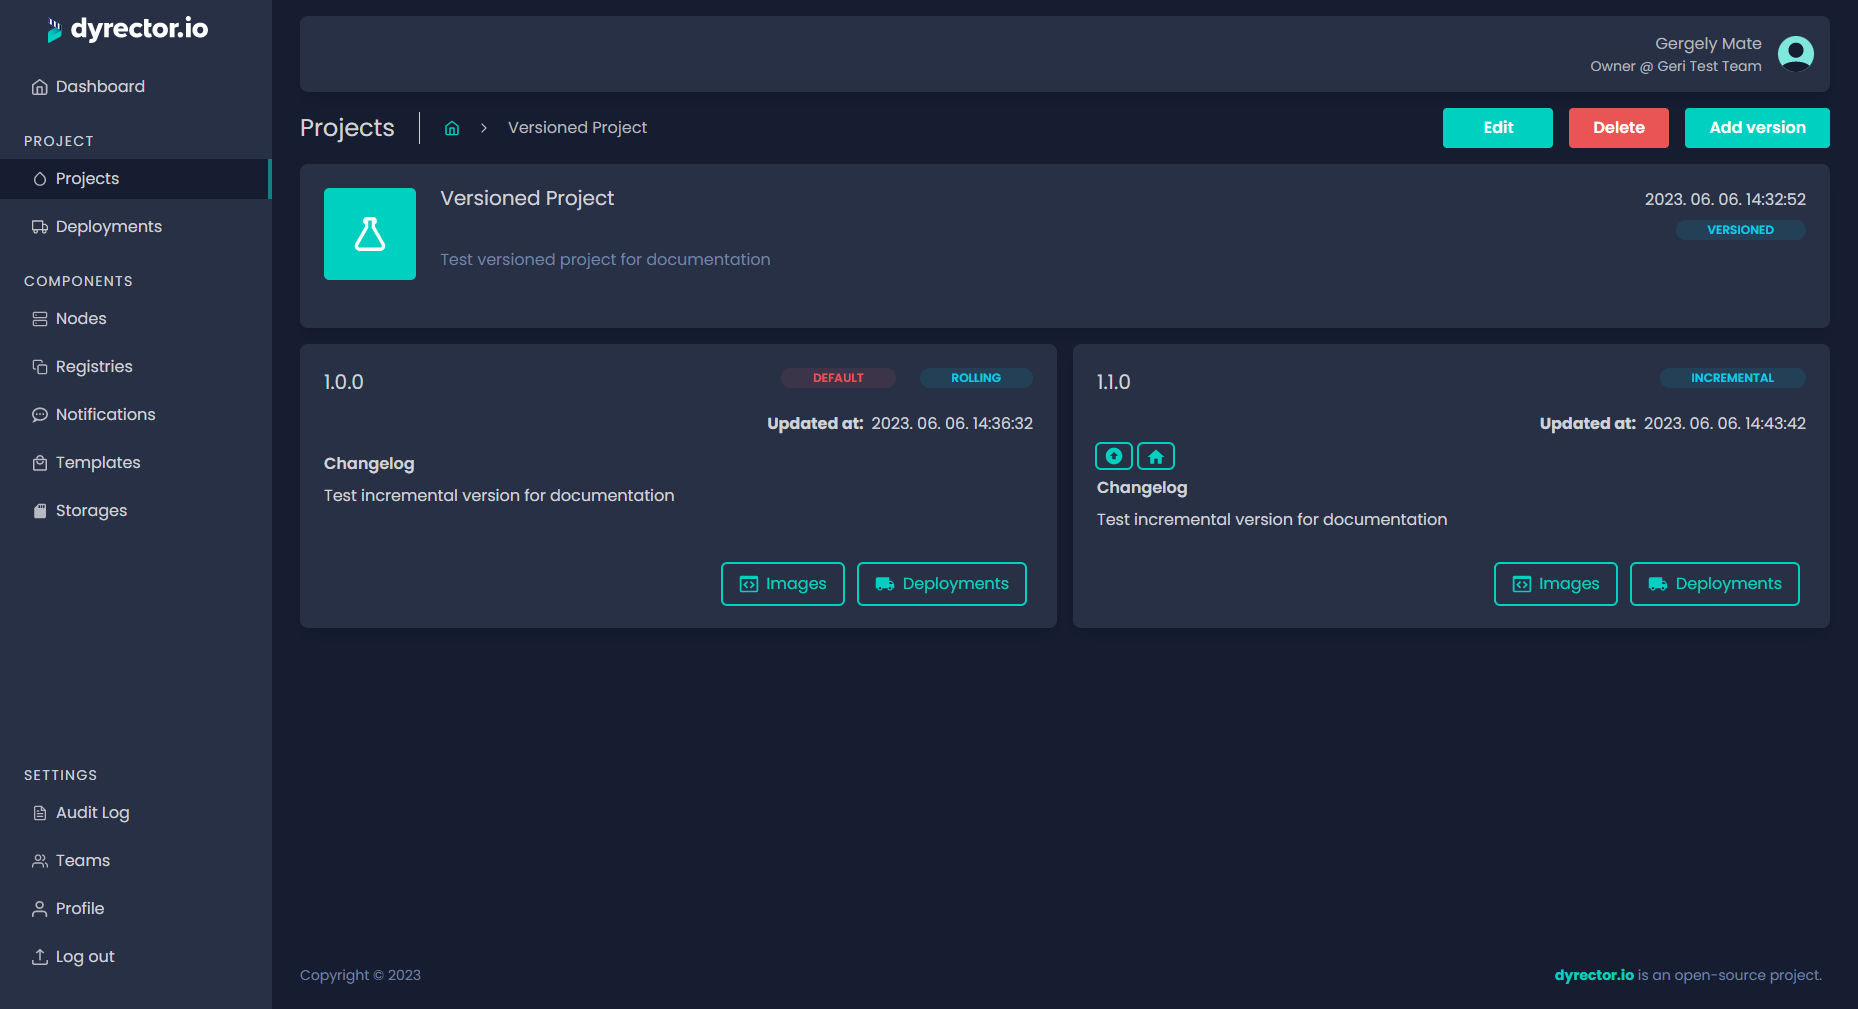 dyrector.io
Dashboard
PROJECT
Projects
Deployments
COMPONENTS
Nodes
Registries
Notifications
Templates
Storages
SETTINGS
Audit Log
Teams
Profile
Log out
Gergely Mate
Owner @ Geri Test Team
Projects
Versioned Project
Edit
Delete
Add version
Versioned Project
2023. 06. 06. 14:32:52
VERSIONED
Test versioned project for documentation
1.0.0
DEFAULT
ROLLING
Updated at: 2023. 06. 06. 14:36:32
Changelog
Test incremental version for documentation
Images
Deployments
1.1.0
INCREMENTAL
Updated at: 2023. 06. 06. 14:43:42
Changelog
Test incremental version for documentation
Images
Deployments
Copyright © 2023
dyrector.io is an open-source project.